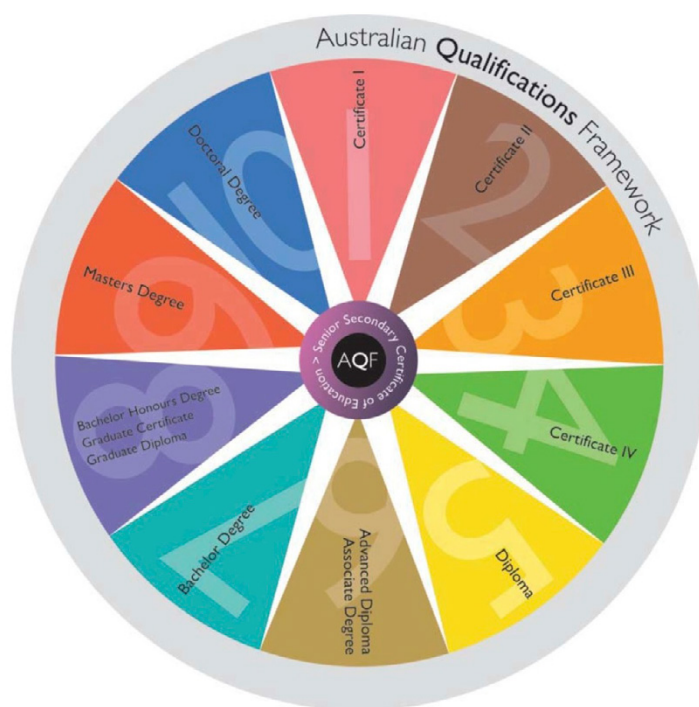 Australian Qualifications Framework
1
Certificate I
2
Certificate II
3
Certificate III
4
Certificate IV
5
Diploma
6
Advanced Diploma
Associate Degree
7
Bachelor Degree
8
Bachelor Honours Degree
Graduate Certificate
Graduate Diploma
9
Masters Degree
10
Doctoral Degree
Senior Secondary Certificate of Education >
AQF